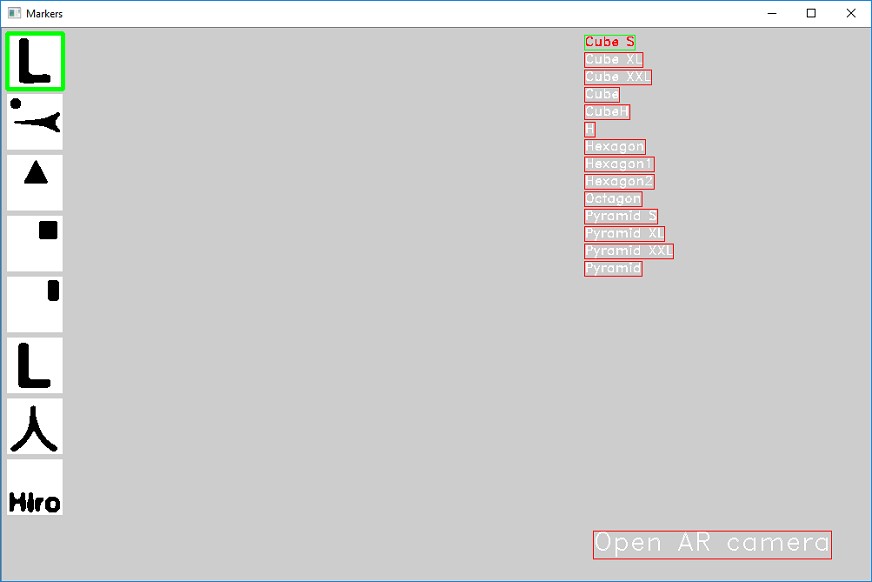 Markers
L
L
人
Hiro
Cube S
Cube XL
Cube XXL
Cube
CubeH
H
Hexagon
Hexagon1
Hexagon2
Octagon
Pyramid S
Pyramid XL
Pyramid XXL
Pyramid
Open AR camera